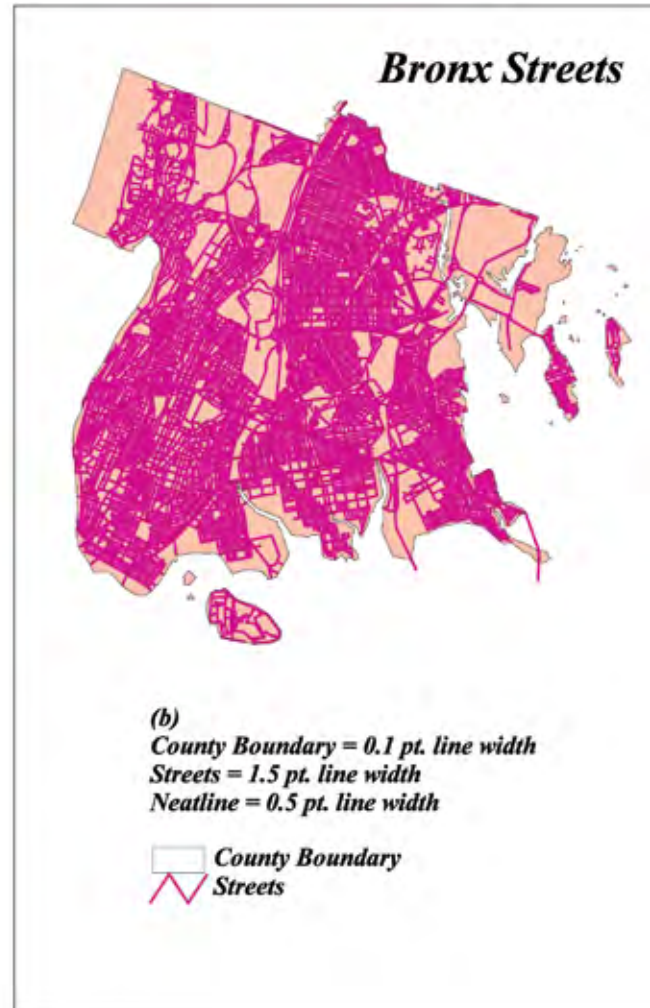 Bronx Streets
(b)
County Boundary = 0.1 pt. line width
Streets = 1.5 pt. line width
Neatline = 0.5 pt. line width
County Boundary
Streets